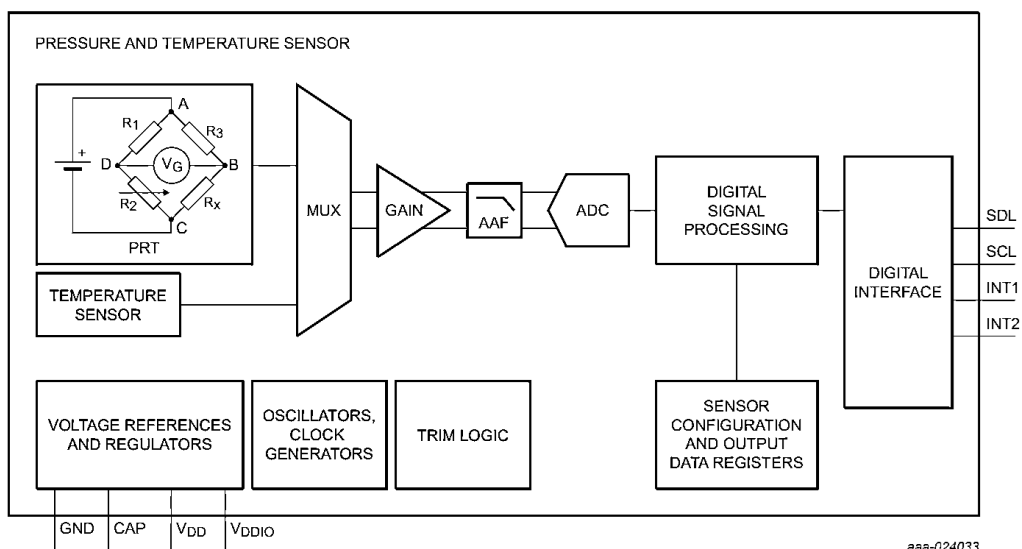 PRESSURE AND TEMPERATURE SENSOR
A
R1
R3
+
D
VG
B
R2
RX
C
PRT
TEMPERATURE
SENSOR
MUX
GAIN
AAF
ADC
DIGITAL
SIGNAL
PROCESSING
DIGITAL
INTERFACE
SDL
SCL
INT1
INT2
VOLTAGE REFERENCES
AND REGULATORS
OSCILLATORS,
CLOCK
GENERATORS
TRIM LOGIC
SENSOR
CONFIGURATION
AND OUTPUT
DATA REGISTERS
GND
CAP
VDD
VDDIO
aaa-024033